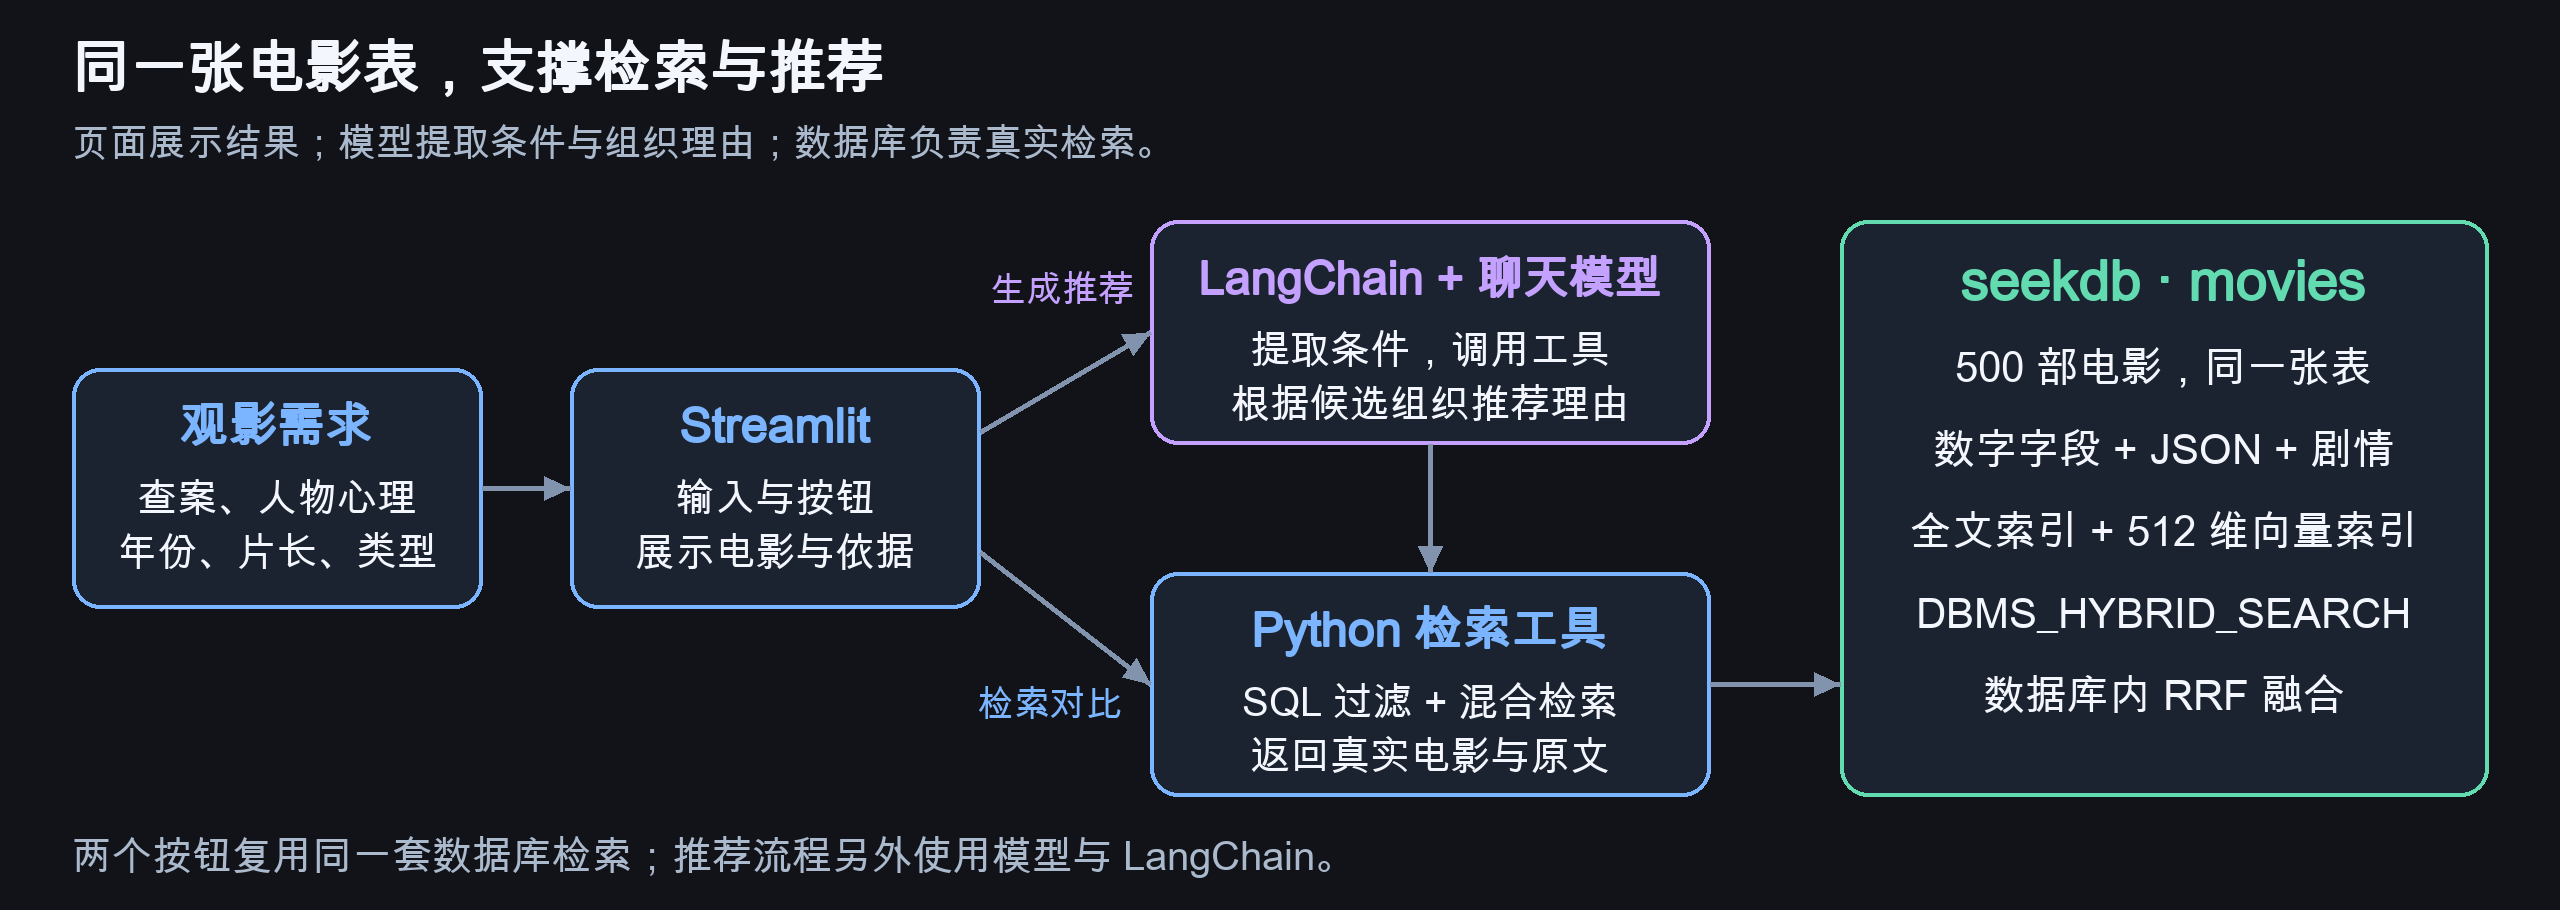 同一张电影表，支撑检索与推荐
页面展示结果；模型提取条件与组织理由；数据库负责真实检索。
观影需求
查案、人物心理
年份、片长、类型
Streamlit
输入与按钮
展示电影与依据
生成推荐
检索对比
LangChain + 聊天模型
提取条件，调用工具
根据候选组织推荐理由
Python 检索工具
SQL 过滤 + 混合检索
返回真实电影与原文
seekdb · movies
500 部电影，同一张表
数字字段 + JSON + 剧情
全文索引 + 512 维向量索引
DBMS_HYBRID_SEARCH
数据库内 RRF 融合
两个按钮复用同一套数据库检索；推荐流程另外使用模型与 LangChain。